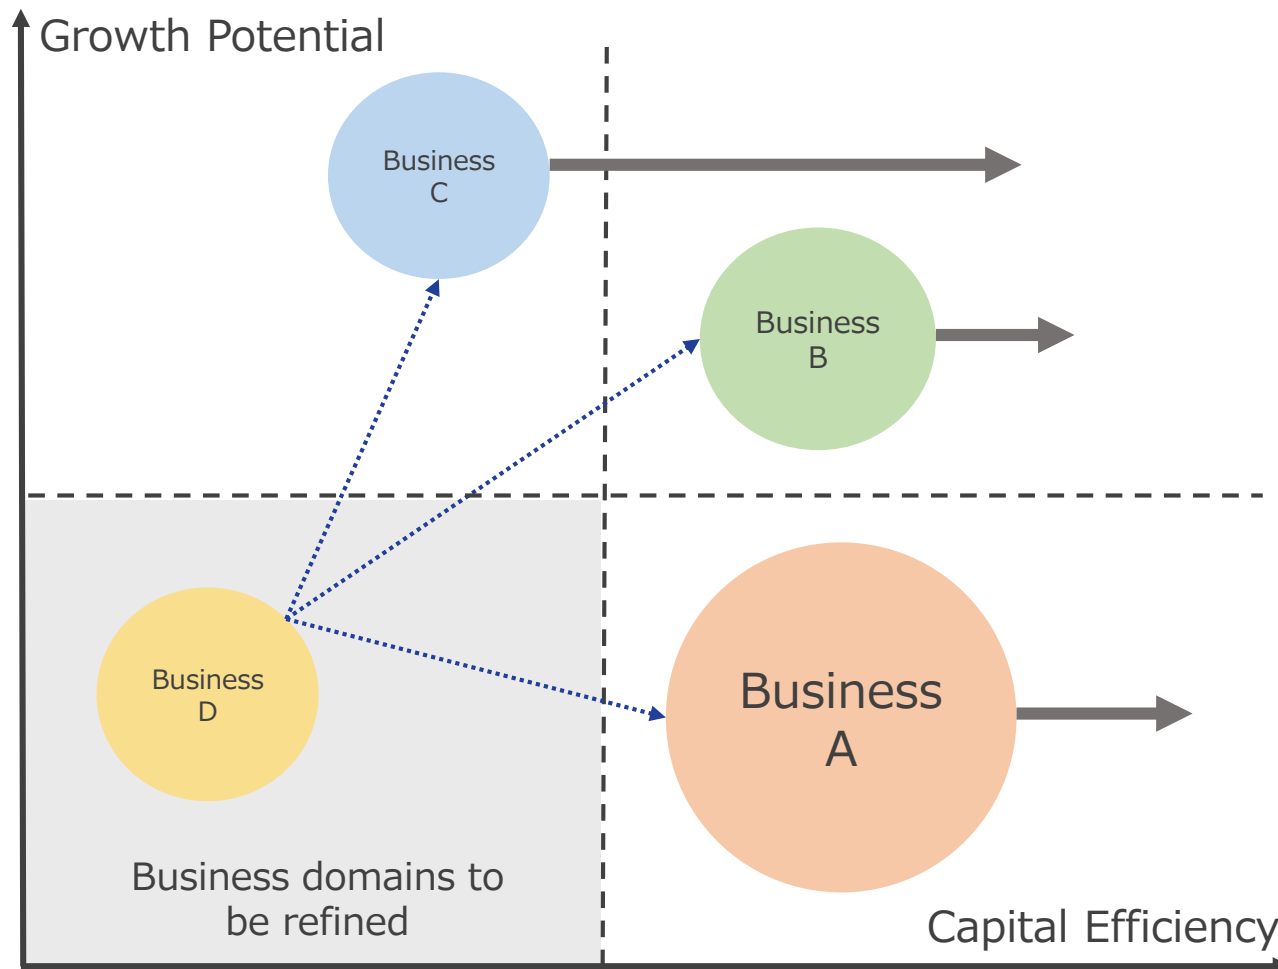 Growth Potential
Business
C
Business
B
Business
D
Business
A
Business domains to
be refined
Capital Efficiency